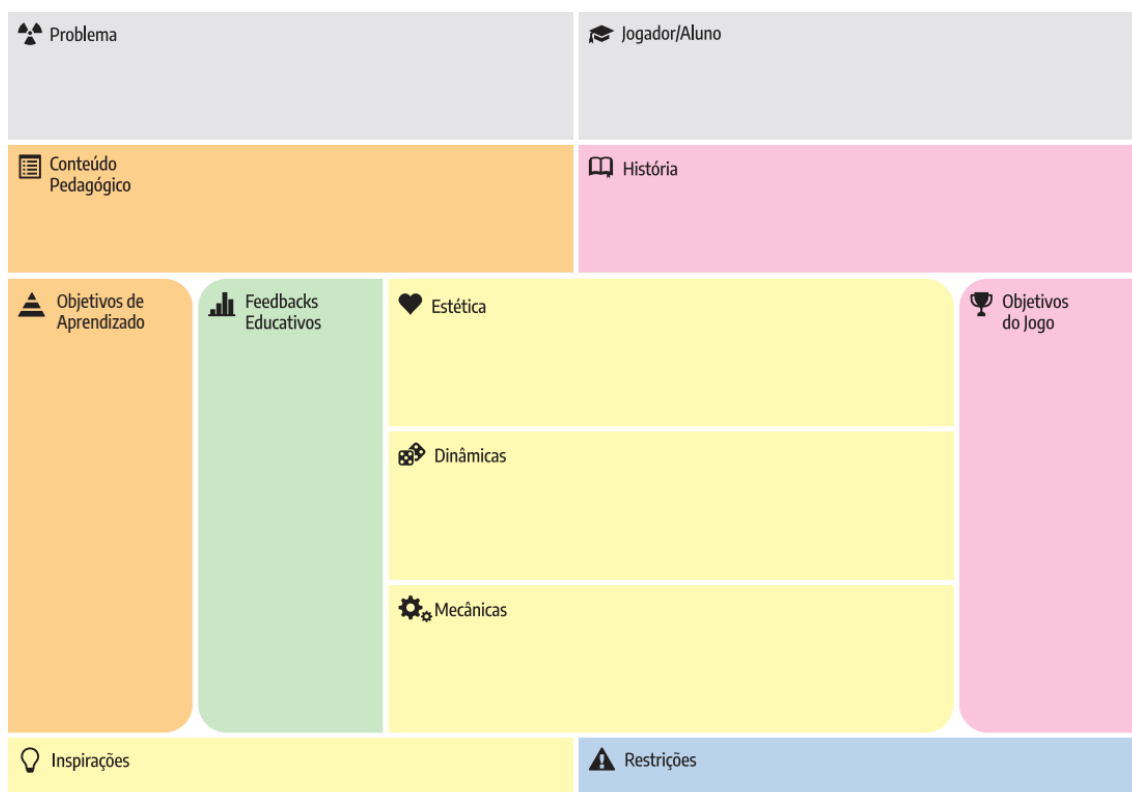 Problema
Jogador/Aluno
Conteúdo
Pedagógico
História
Objetivos de
Aprendizado
Feedbacks
Educativos
Estética
Dinâmicas
Mecânicas
Objetivos
do Jogo
Inspirações
Restrições